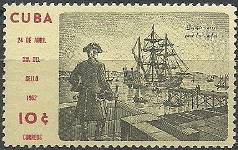 CUBA
24 DE ABRIL
DIA DEL
SELLO
1962
10¢
CORREOS